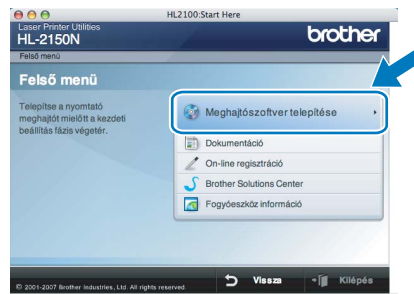 HL2100:Start Here
Laser Printer Utilities
HL-2150N
brother
Felső menü
Felső menü
Telepítse a nyomtató
meghajtót mielőtt a kezdeti
beállítás fázis végetér.
Meghajtószoftver telepítése
Dokumentáció
On-line regisztráció
Brother Solutions Center
Fogyóeszköz információ
© 2001-2007 Brother Industries, Ltd. All rights reserved.
Vissza
Kilépés